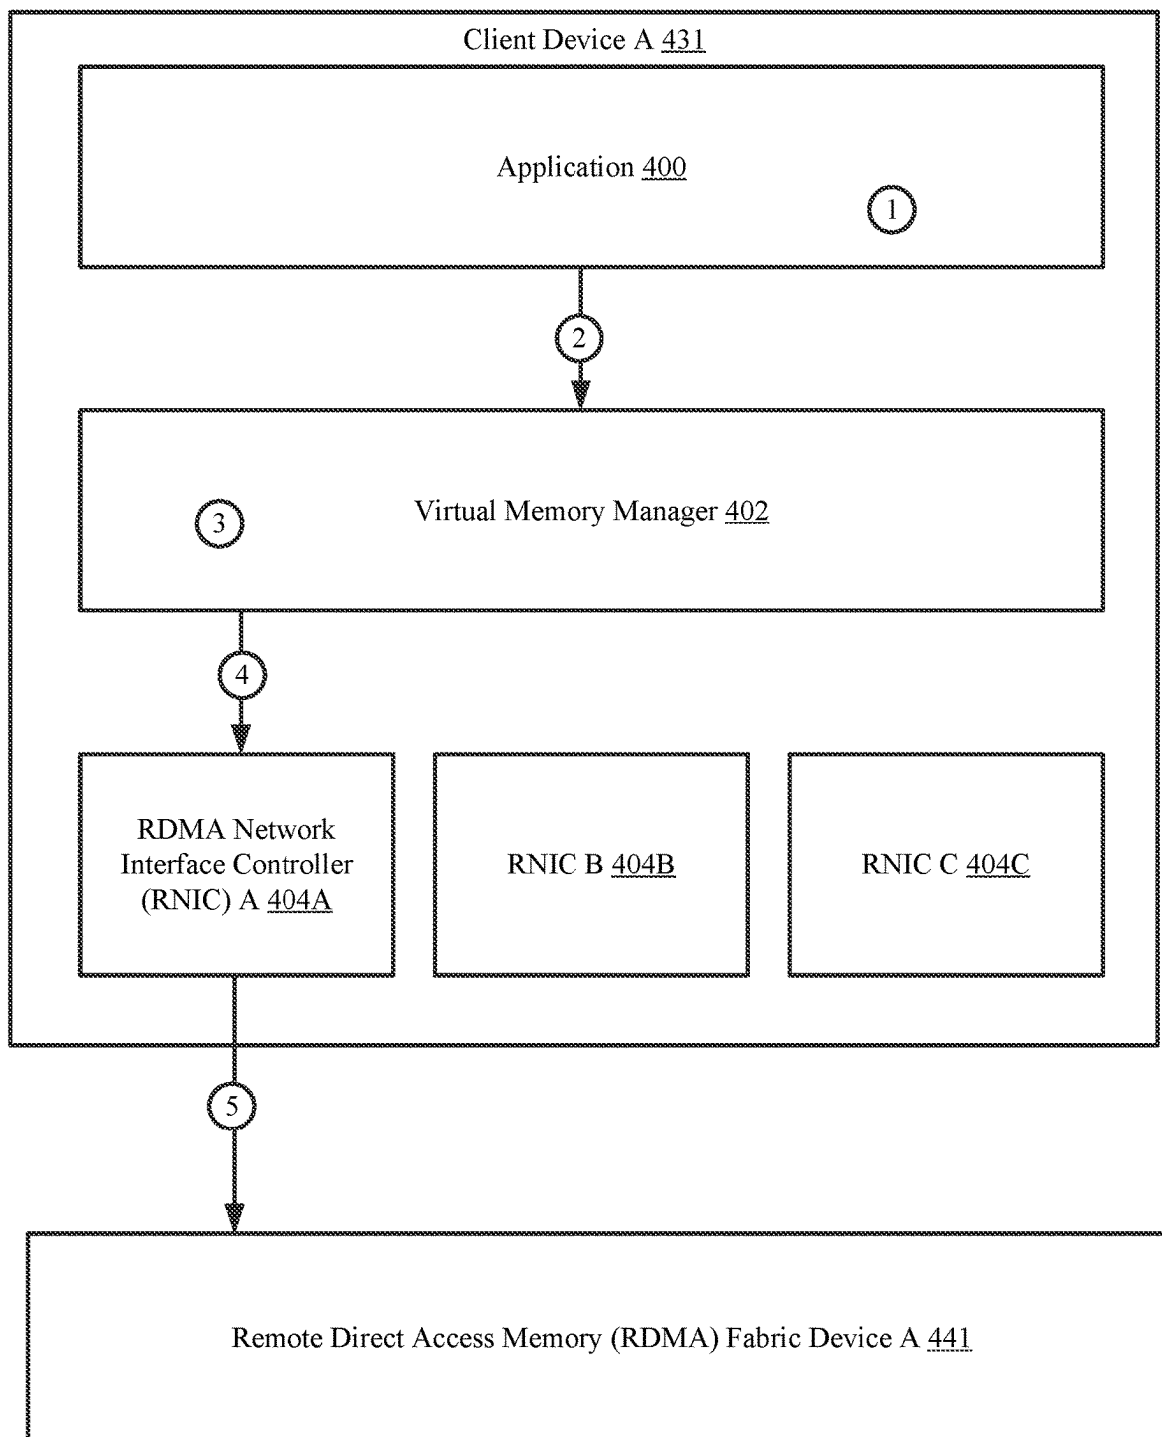 Client Device A 431
Application 400
1
2
Virtual Memory Manager 402
3
4
RDMA Network
Interface Controller
(RNIC) A 404A
RNIC B 404B
RNIC C 404C
5
Remote Direct Access Memory (RDMA) Fabric Device A 441